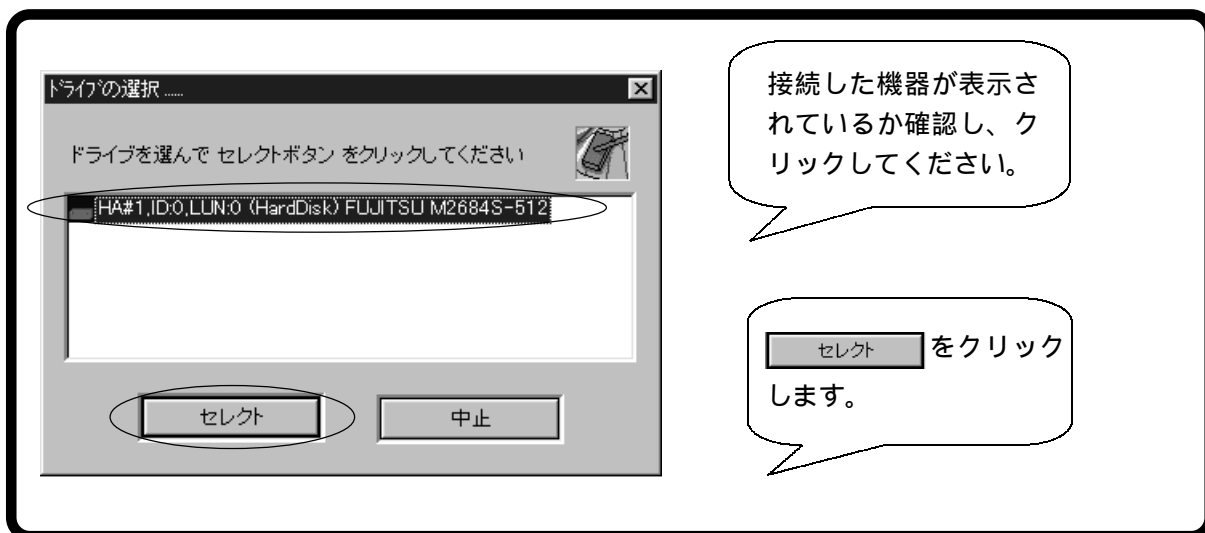 ドライブの選択 ......
ドライブを選んで セレクトボタン をクリックしてください
HA#1,ID:0,LUN:0 (HardDisk) FUJITSU M2684S-512
セレクト
中止
接続した機器が表示さ
れているか確認し、ク
リックしてください。
セレクト をクリック
します。